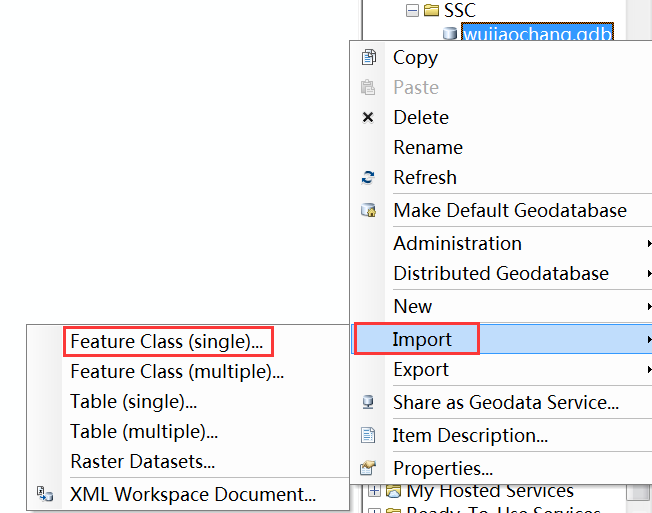 SSC
wujiaochang.gdb
Copy
Paste
Delete
Rename
Refresh
Make Default Geodatabase
Administration
Distributed Geodatabase
New
Import
Export
Share as Geodata Service...
Item Description...
Properties...
Feature Class (single)...
Feature Class (multiple)...
Table (single)...
Table (multiple)...
Raster Datasets...
XML Workspace Document...
My Hosted Services
Ready-To-Use Services